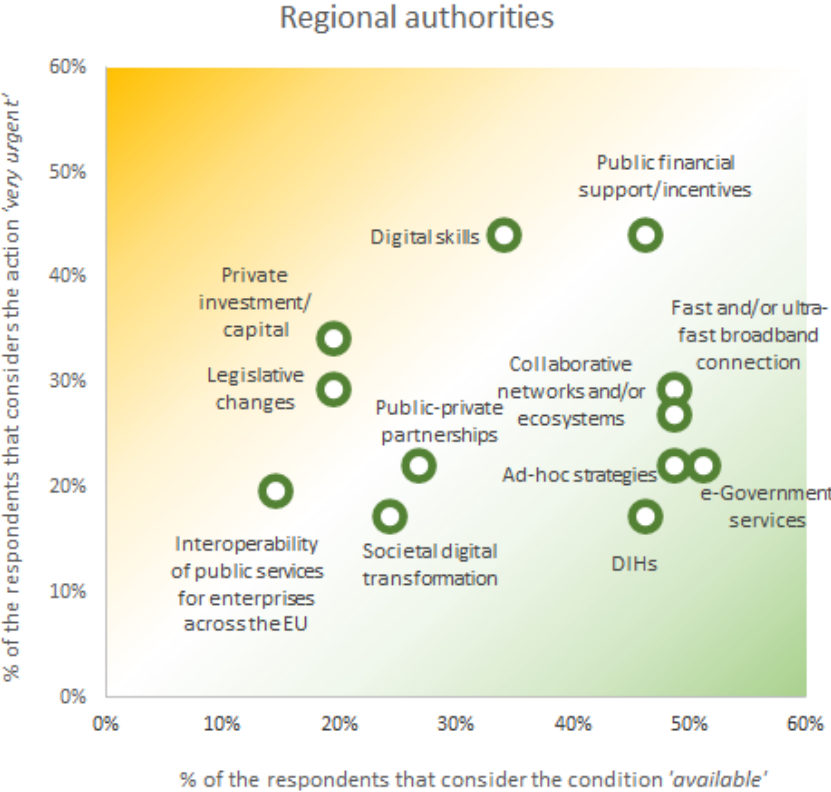 Regional authorities
% of the respondents that considers the action 'very urgent'
60%
50%
40%
30%
20%
10%
0%
Public financial
support/incentives
Digital skills
Private
investment/
capital
Fast and/or ultra-
fast broadband
connection
Legislative
changes
Collaborative
networks and/or
ecosystems
Public-private
partnerships
Ad-hoc strategies
e-Government
services
Interoperability
of public services
for enterprises
across the EU
Societal digital
transformation
DIHs
0% 10% 20% 30% 40% 50% 60%
% of the respondents that consider the condition 'available'